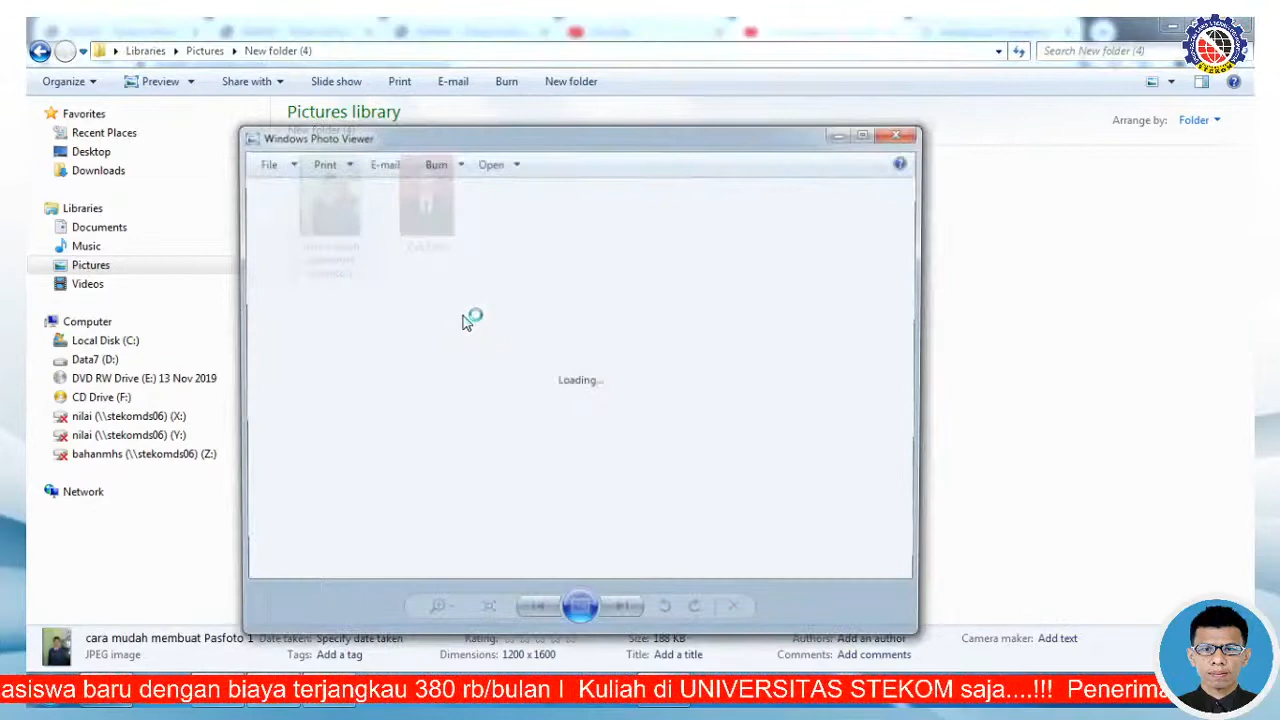 Libraries ▸ Pictures ▸ New folder (4)
Search New folder (4)
STEKOM
Organize
Preview
Share with
Slide show
Print
E-mail
Burn
New folder
Favorites
Recent Places
Desktop
Downloads
Libraries
Documents
Music
Pictures
Videos
Computer
Local Disk (C:)
Data7 (D:)
DVD RW Drive (E:) 13 Nov 2019
CD Drive (F:)
nilai (\\stekomds06) (X:)
nilai (\\stekomds06) (Y:)
bahanmhs (\\stekomds06) (Z:)
Network
Pictures library
New folder (4)
Arrange by: Folder
Windows Photo Viewer
File
Print
E-mail
Burn
Open
Loading...
cara mudah membuat Pasfoto 1
Date taken: Specify date taken
Rating:
Size: 188 KB
Authors: Add an author
Camera maker: Add text
JPEG image
Tags: Add a tag
Dimensions: 1200 x 1600
Title: Add a title
Comments: Add comments
asiswa baru dengan biaya terjangkau 380 rb/bulan I Kuliah di UNIVERSITAS STEKOM saja....!!! Penerima